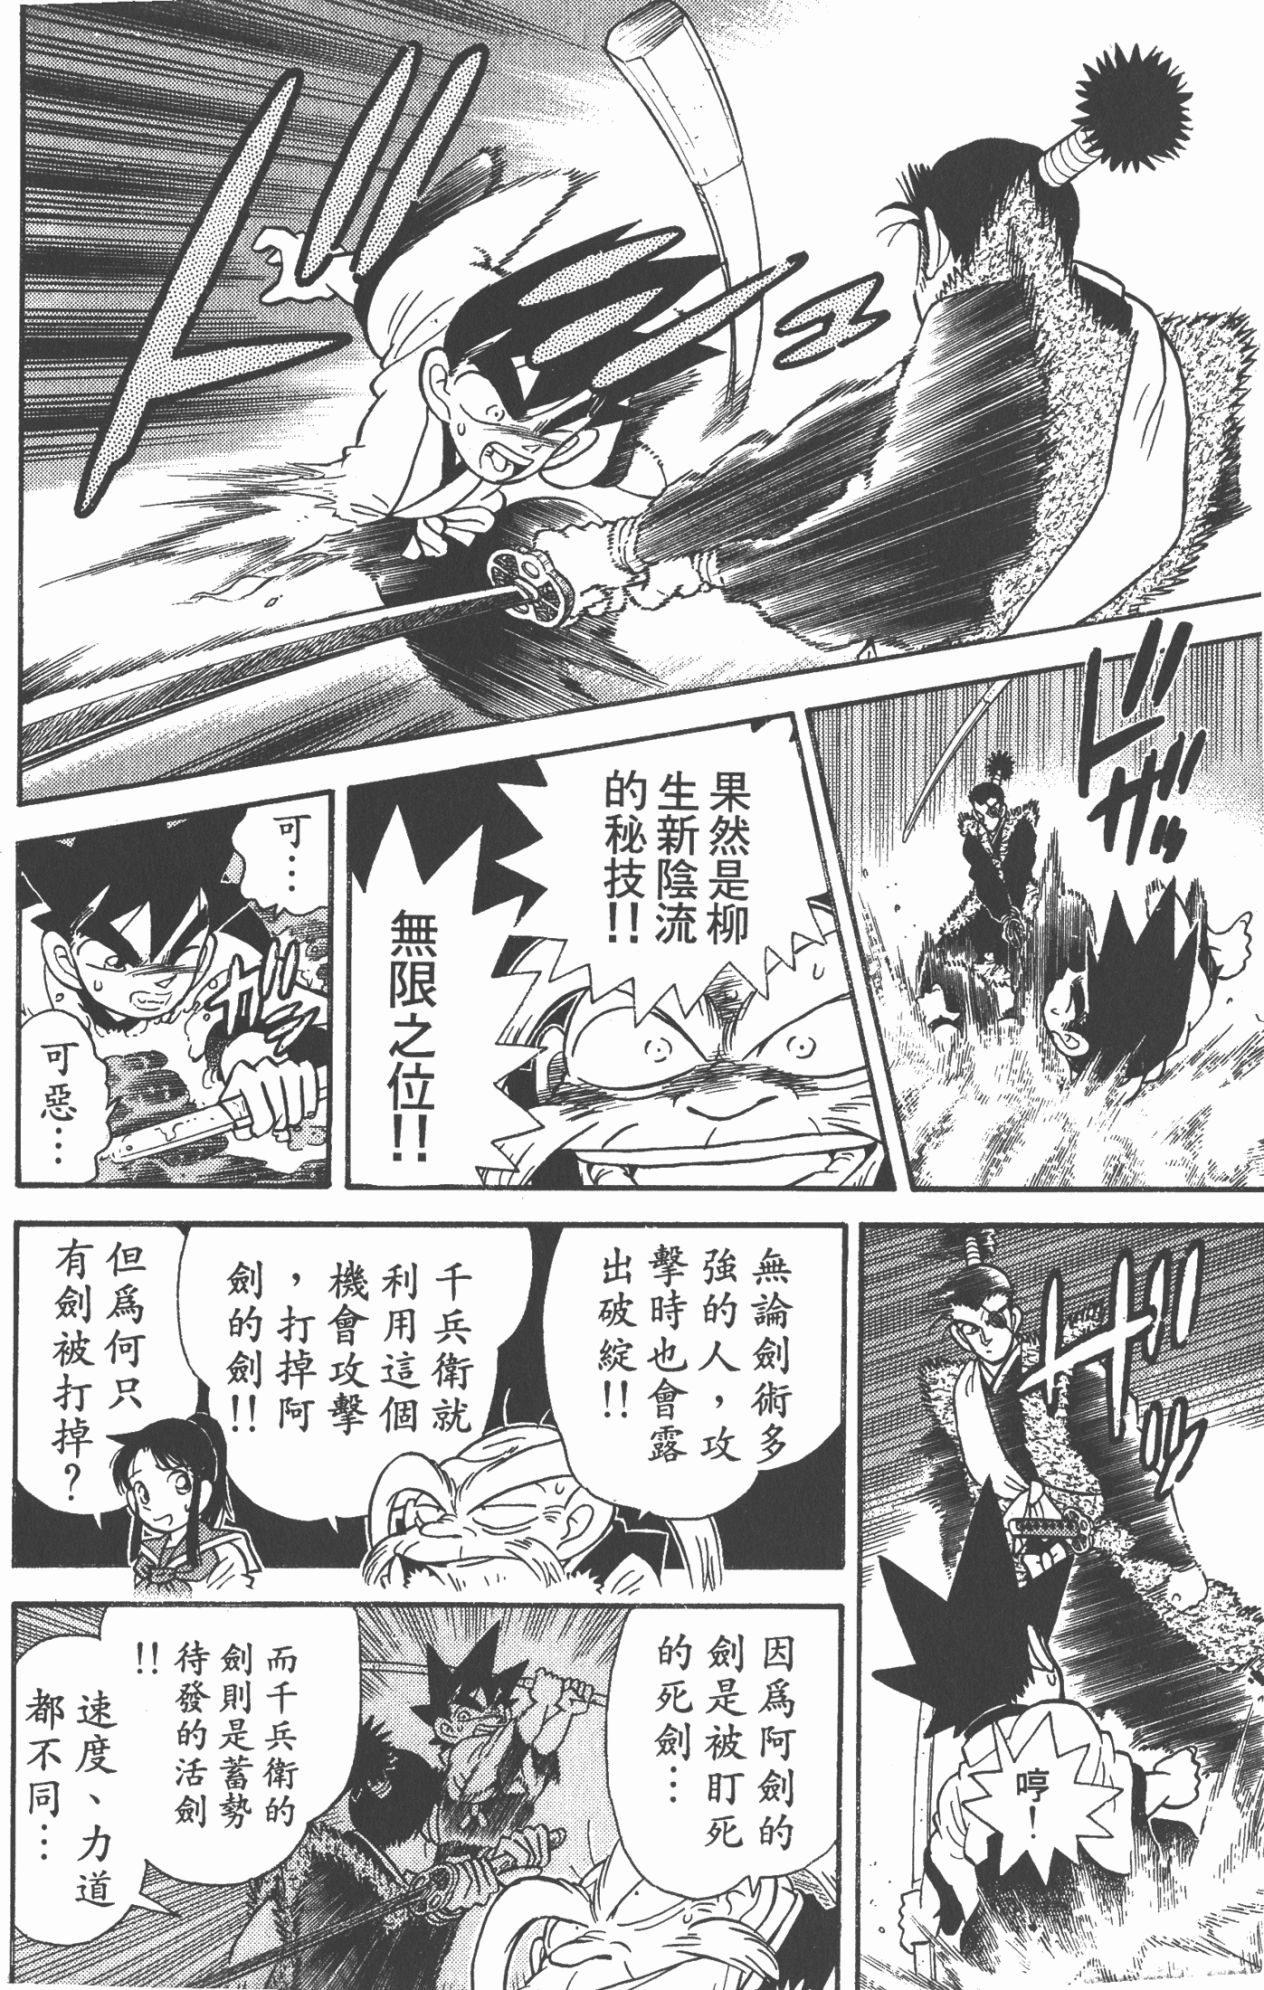 果然是柳
生新陰流
的秘技!!
無限之位!!
可…
可惡…
哼！
無論劍術多
強的人，攻
擊時也會露
出破綻!!
千兵衛就
利用這個
機會攻擊
，打掉阿
劍的劍!!
但爲何只
有劍被打掉？
因爲阿劍的
劍是被盯死
的死劍…
而千兵衛的
劍則是蓄勢
待發的活劍
!!
速度、力道
都不同…